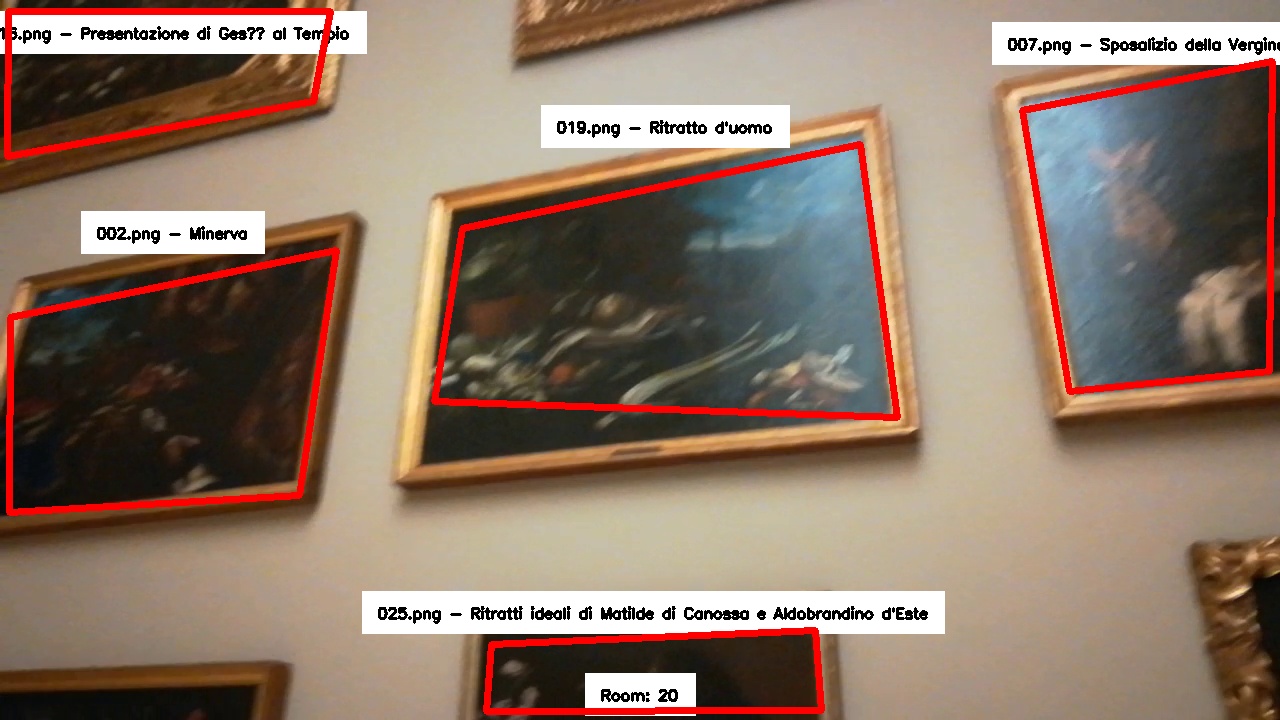 .png - Presentazione di Ges?? al Tempio
007.png - Sposalizio della Vergine
019.png - Ritratto d'uomo
002.png - Minerva
025.png - Ritratti ideali di Matilde di Canossa e Aldobrandino d'Este
Room: 20